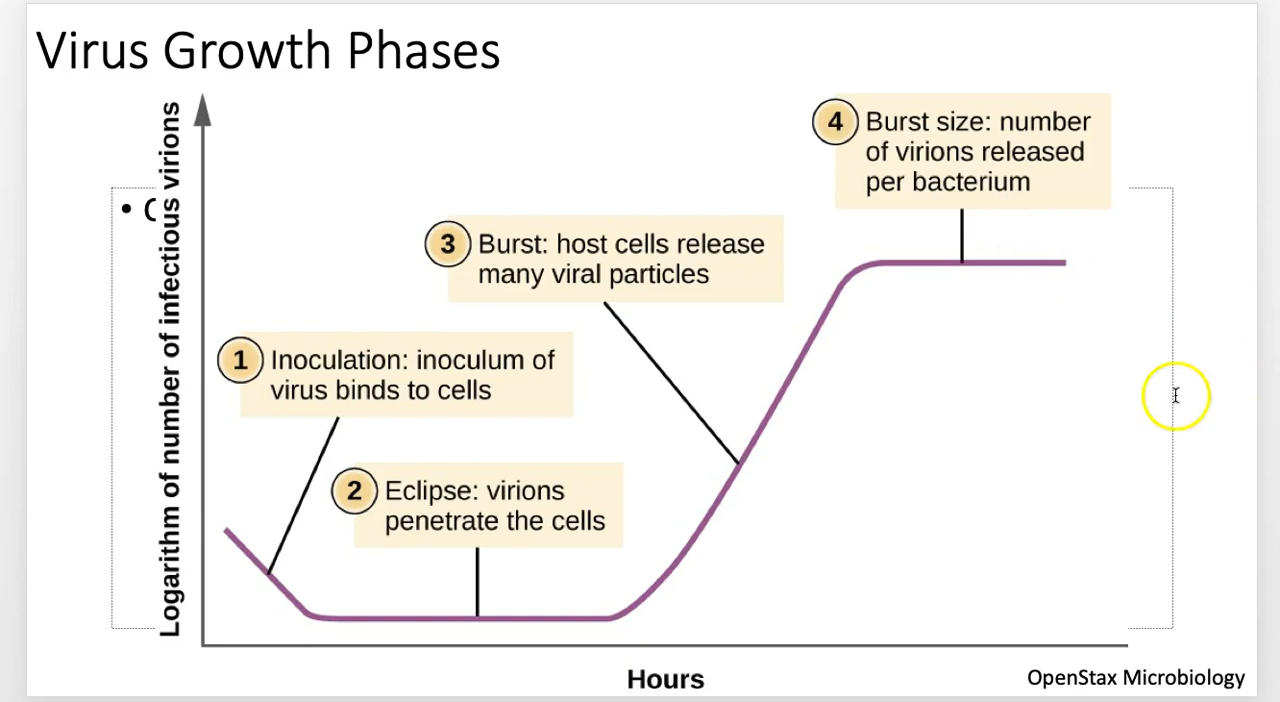 Virus Growth Phases
Logarithm of number of infectious virions
4
Burst size: number
of virions released
per bacterium
3
Burst: host cells release
many viral particles
1
Inoculation: inoculum of
virus binds to cells
2
Eclipse: virions
penetrate the cells
Hours
OpenStax Microbiology